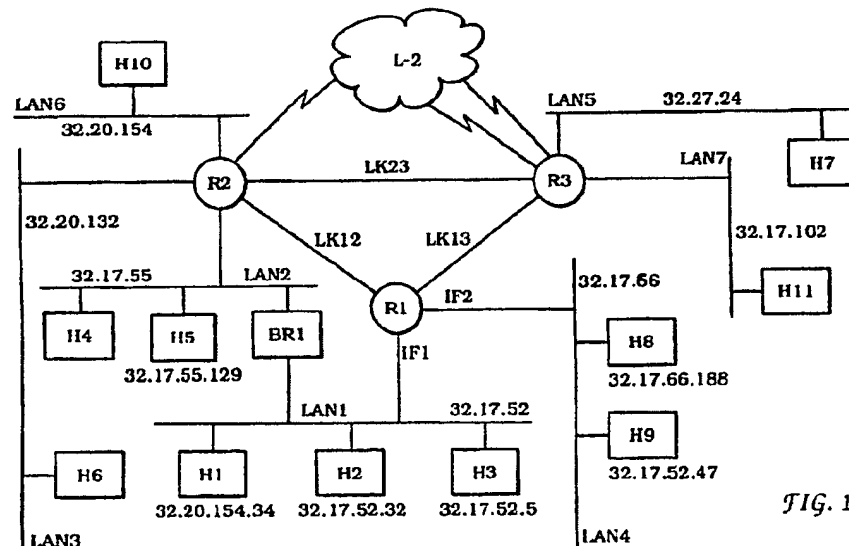 H10
L-2
LAN6
32.20.154
LAN5
32.27.24
R2
LK23
R3
LAN7
H7
32.20.132
LK12
LK13
32.17.102
32.17.55
LAN2
32.17.66
R1
IF2
H11
H4
H5
BR1
IF1
H8
32.17.55.129
32.17.66.188
LAN1
32.17.52
H9
H6
H1
H2
H3
32.17.52.47
32.20.154.34
32.17.52.32
32.17.52.5
FIG. 1
LAN3
LAN4